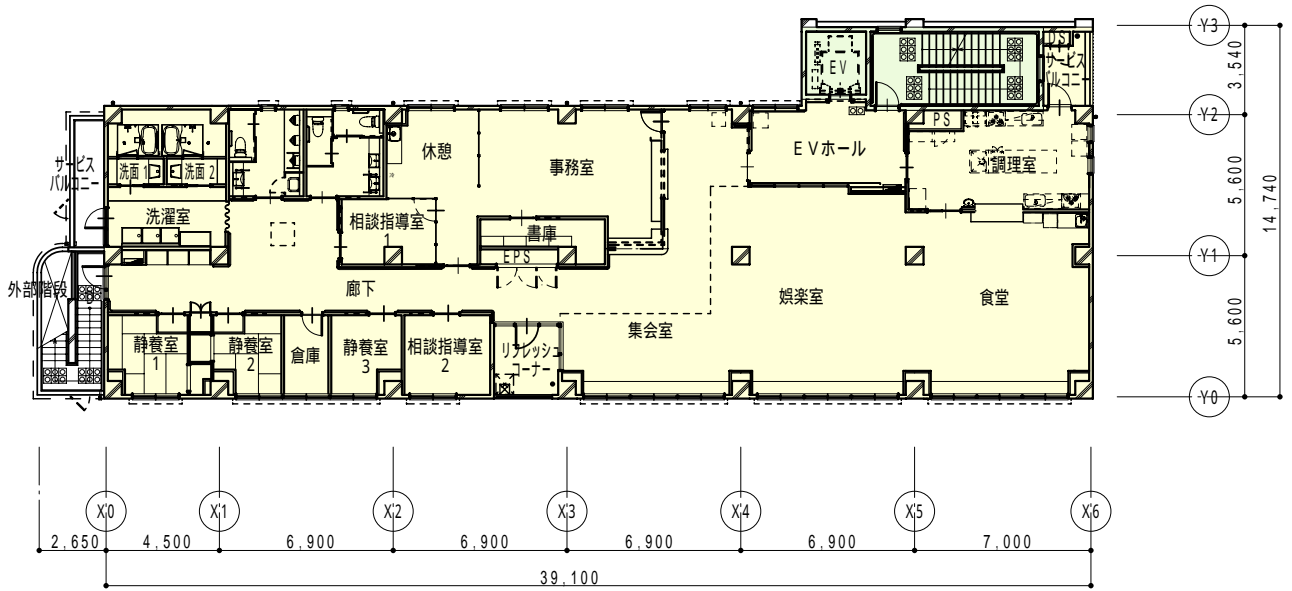 Y3
DS
サービス
バルコニー
EV
3,540
Y2
PS
EVホール
調理室
休憩
事務室
サービス
バルコニー
洗面 1
洗面 2
洗濯室
相談指導室
1
書庫
EPS
5,600
14,740
Y1
外部階段
廊下
娯楽室
食堂
集会室
静養室
1
静養室
2
倉庫
静養室
3
相談指導室
2
リフレッシュ
コーナー
5,600
Y0
X0
X1
X2
X3
X4
X5
X6
2,650
4,500
6,900
6,900
6,900
6,900
7,000
39,100